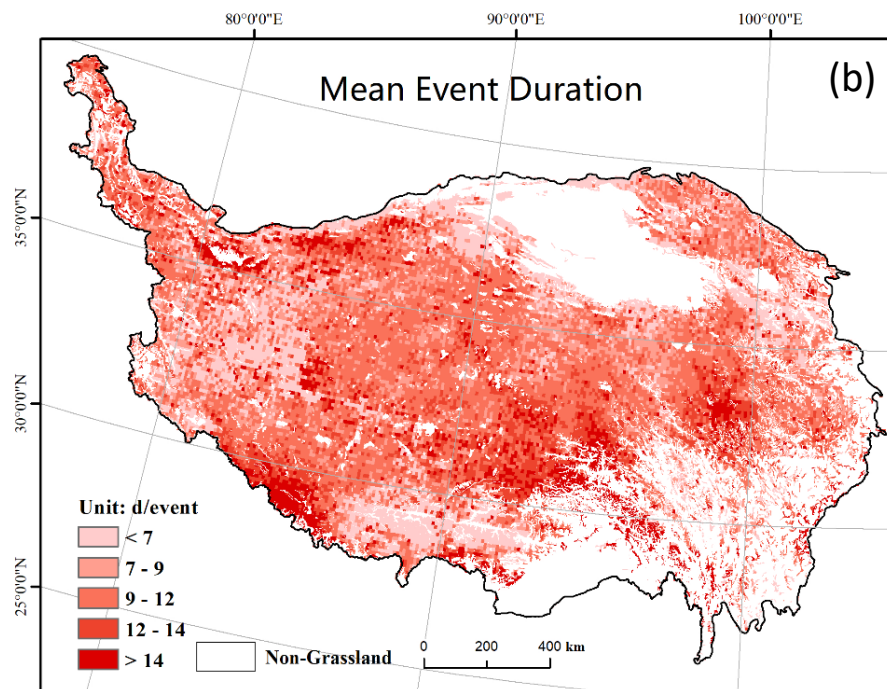 80°0'0"E 90°0'0"E 100°0'0"E
Mean Event Duration
(b)
35°0'0"N
30°0'0"N
25°0'0"N
Unit: d/event
< 7
7 - 9
9 - 12
12 - 14
> 14
Non-Grassland
0 200 400 km